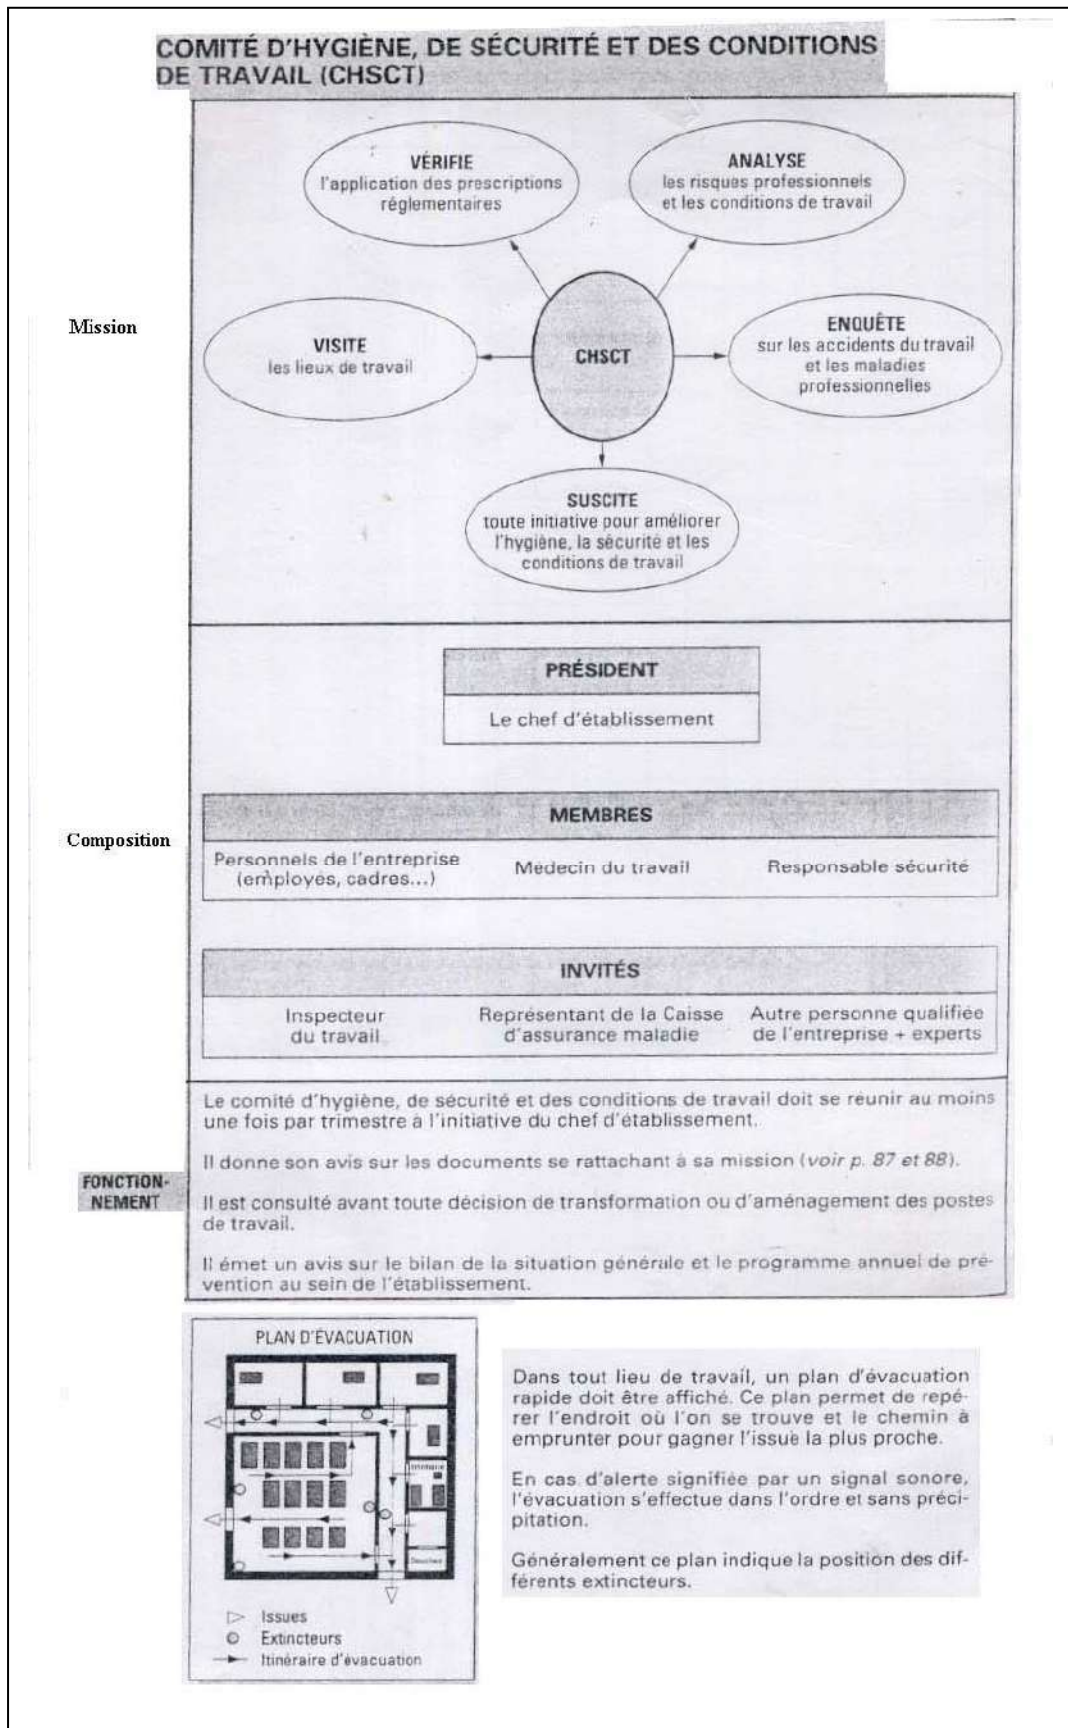 COMITÉ D'HYGIÈNE, DE SÉCURITÉ ET DES CONDITIONS
DE TRAVAIL (CHSCT)
Mission
VÉRIFIE
l'application des prescriptions
réglementaires
ANALYSE
les risques professionnels
et les conditions de travail
VISITE
les lieux de travail
CHSCT
ENQUÊTE
sur les accidents du travail
et les maladies
professionnelles
SUSCITE
toute initiative pour améliorer
l'hygiène, la sécurité et les
conditions de travail
Composition
PRÉSIDENT
Le chef d'établissement
MEMBRES
Personnels de l'entreprise
(employés, cadres...)
Médecin du travail
Responsable sécurité
INVITÉS
Inspecteur
du travail
Représentant de la Caisse
d'assurance maladie
Autre personne qualifiée
de l'entreprise + experts
FONCTION-
NEMENT
Le comité d'hygiène, de sécurité et des conditions de travail doit se réunir au moins
une fois par trimestre à l'initiative du chef d'établissement.
Il donne son avis sur les documents se rattachant à sa mission (voir p. 87 et 88).
Il est consulté avant toute décision de transformation ou d'aménagement des postes
de travail.
Il émet un avis sur le bilan de la situation générale et le programme annuel de pré-
vention au sein de l'établissement.
PLAN D'ÉVACUATION
Douches
Issues
Extincteurs
Itinéraire d'évacuation
Dans tout lieu de travail, un plan d'évacuation
rapide doit être affiché. Ce plan permet de repé-
rer l'endroit où l'on se trouve et le chemin à
emprunter pour gagner l'issue la plus proche.
En cas d'alerte signifiée par un signal sonore,
l'évacuation s'effectue dans l'ordre et sans préci-
pitation.
Généralement ce plan indique la position des dif-
férents extincteurs.